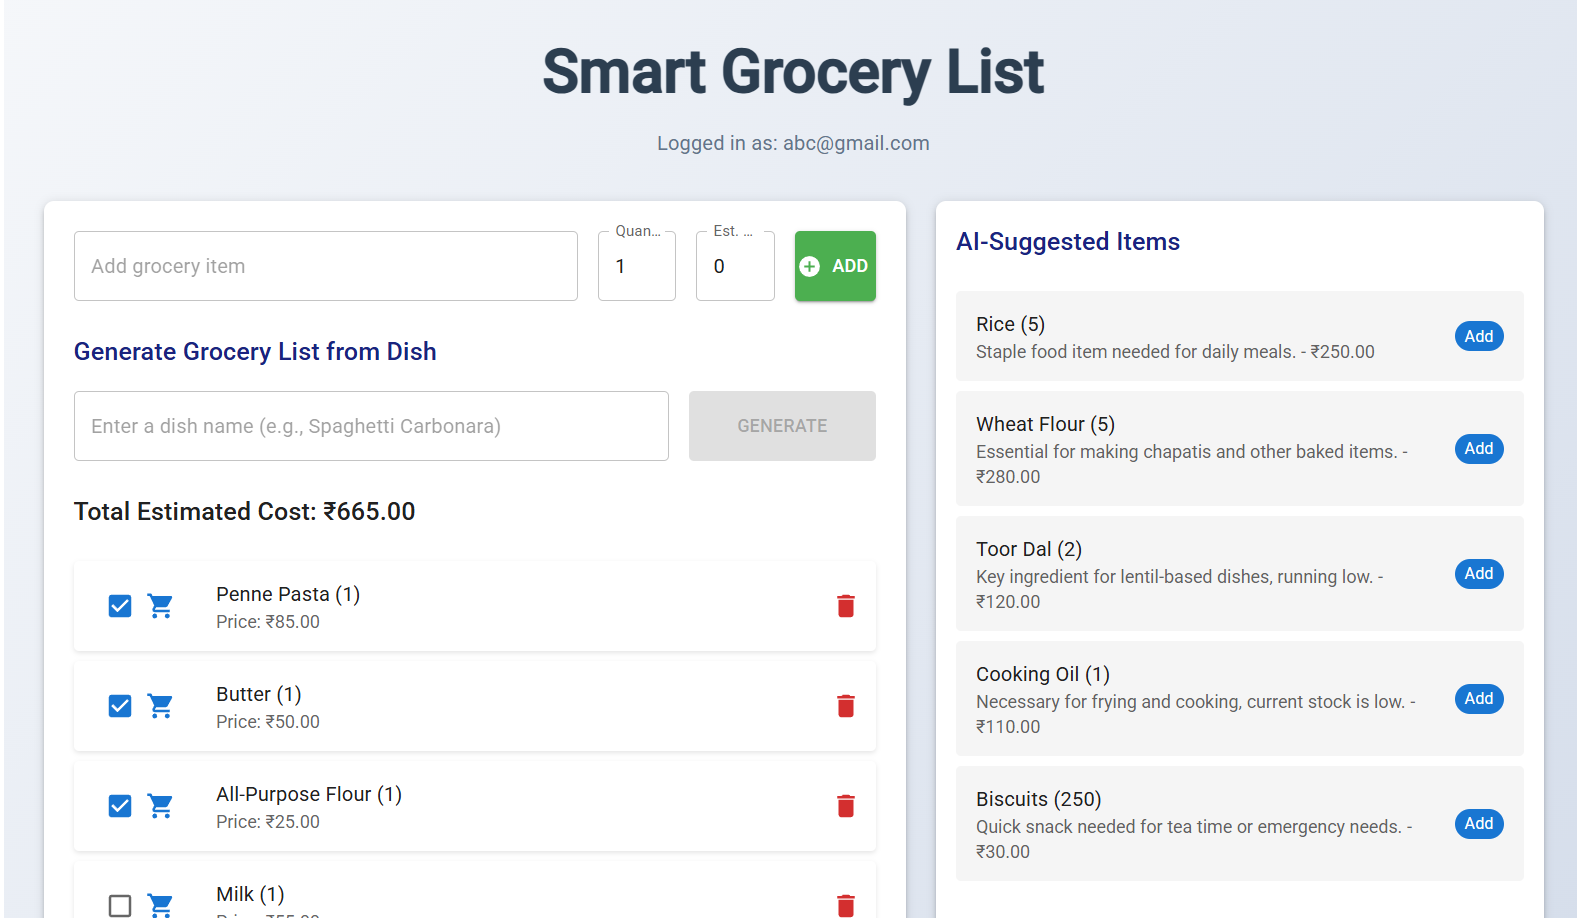 Smart Grocery List
Logged in as: abc@gmail.com
Quan...
Est. ...
Add grocery item
1
0
ADD
Generate Grocery List from Dish
Enter a dish name (e.g., Spaghetti Carbonara)
GENERATE
Total Estimated Cost: ₹665.00
Penne Pasta (1)
Price: ₹85.00
Butter (1)
Price: ₹50.00
All-Purpose Flour (1)
Price: ₹25.00
Milk (1)
AI-Suggested Items
Rice (5)
Staple food item needed for daily meals. - ₹250.00
Add
Wheat Flour (5)
Essential for making chapatis and other baked items. -
₹280.00
Add
Toor Dal (2)
Key ingredient for lentil-based dishes, running low. -
₹120.00
Add
Cooking Oil (1)
Necessary for frying and cooking, current stock is low. -
₹110.00
Add
Biscuits (250)
Quick snack needed for tea time or emergency needs. -
₹30.00
Add